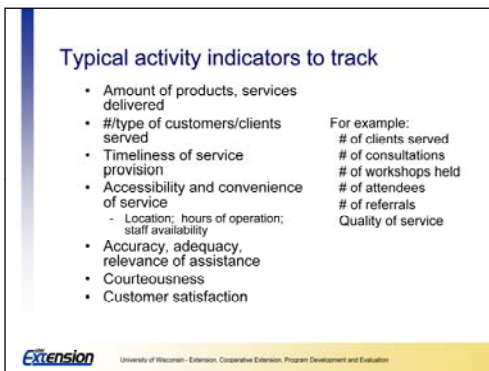 Typical activity indicators to track
• Amount of products, services
delivered
• #/type of customers/clients
served
• Timeliness of service
provision
• Accessibility and convenience
of service
- Location; hours of operation;
staff availability
• Accuracy, adequacy,
relevance of assistance
• Courteousness
• Customer satisfaction
For example:
# of clients served
# of consultations
# of workshops held
# of attendees
# of referrals
Quality of service
Extension
University of Wisconsin - Extension, Cooperative Extension, Program Development and Evaluation